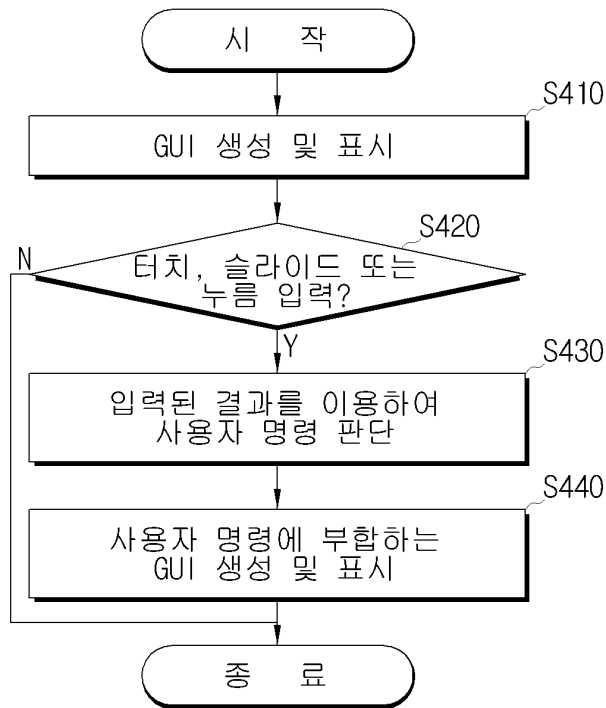 시 작
S410
GUI 생성 및 표시
S420
N
터치, 슬라이드 또는
누름 입력?
Y
S430
입력된 결과를 이용하여
사용자 명령 판단
S440
사용자 명령에 부합하는
GUI 생성 및 표시
종 료